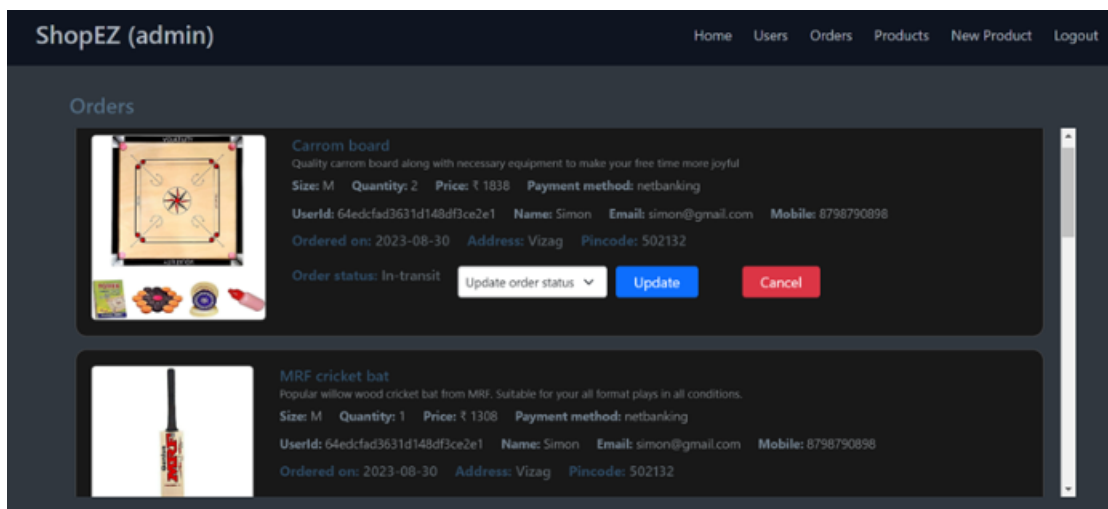 ShopEZ (admin)
Home Users Orders Products New Product Logout
Orders
Carrom board
Quality carrom board along with necessary equipment to make your free time more joyful
Size: M Quantity: 2 Price: ₹ 1838 Payment method: netbanking
UserId: 64edcfad3631d148df3ce2e1 Name: Simon Email: simon@gmail.com Mobile: 8798790898
Ordered on: 2023-08-30 Address: Vizag Pincode: 502132
Order status: In-transit Update order status Update Cancel
MRF cricket bat
Popular willow wood cricket bat from MRF. Suitable for your all format plays in all conditions.
Size: M Quantity: 1 Price: ₹ 1308 Payment method: netbanking
UserId: 64edcfad3631d148df3ce2e1 Name: Simon Email: simon@gmail.com Mobile: 8798790898
Ordered on: 2023-08-30 Address: Vizag Pincode: 502132
MRF